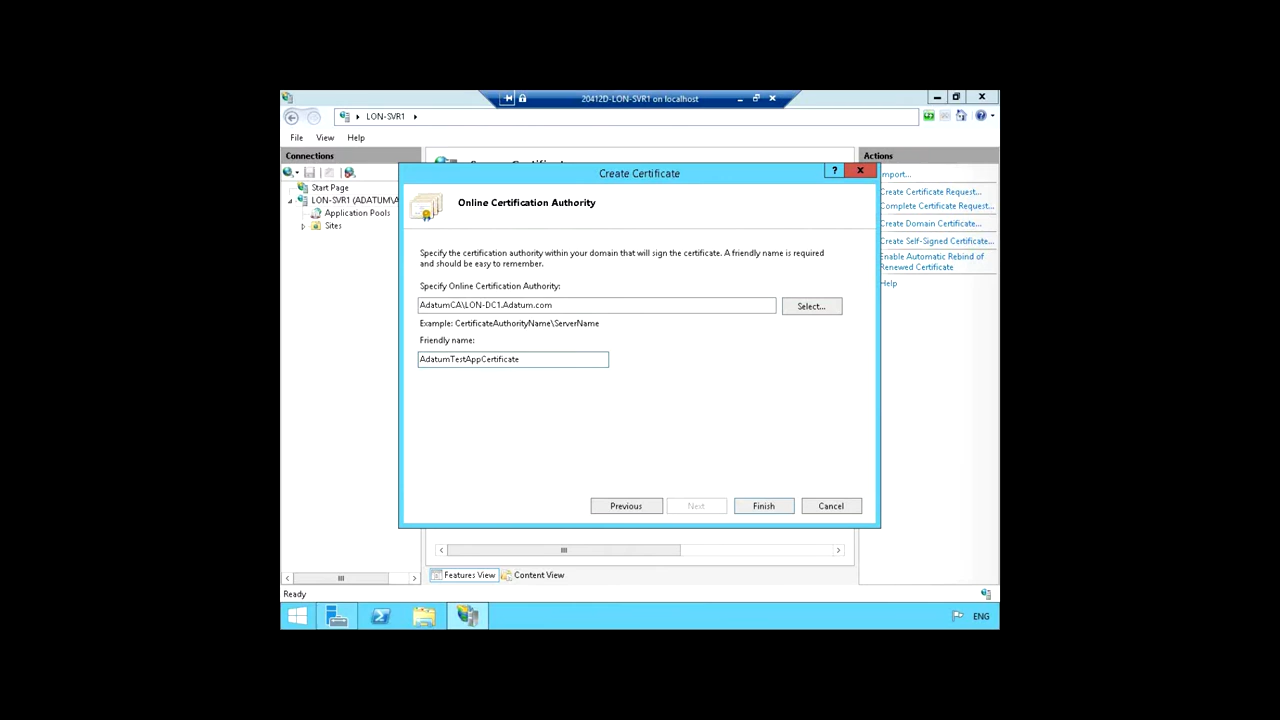 20412D-LON-SVR1 on localhost
LON-SVR1
File View Help
Connections
Start Page
LON-SVR1 (ADATUM\A
Application Pools
Sites
Create Certificate
?
Online Certification Authority
Specify the certification authority within your domain that will sign the certificate. A friendly name is required
and should be easy to remember.
Specify Online Certification Authority:
AdatumCA\LON-DC1.Adatum.com
Select...
Example: CertificateAuthorityName\ServerName
Friendly name:
AdatumTestAppCertificate
Previous
Next
Finish
Cancel
Actions
mport...
Create Certificate Request...
Complete Certificate Request...
Create Domain Certificate...
Create Self-Signed Certificate...
Enable Automatic Rebind of
Renewed Certificate
Help
Features View
Content View
Ready
ENG